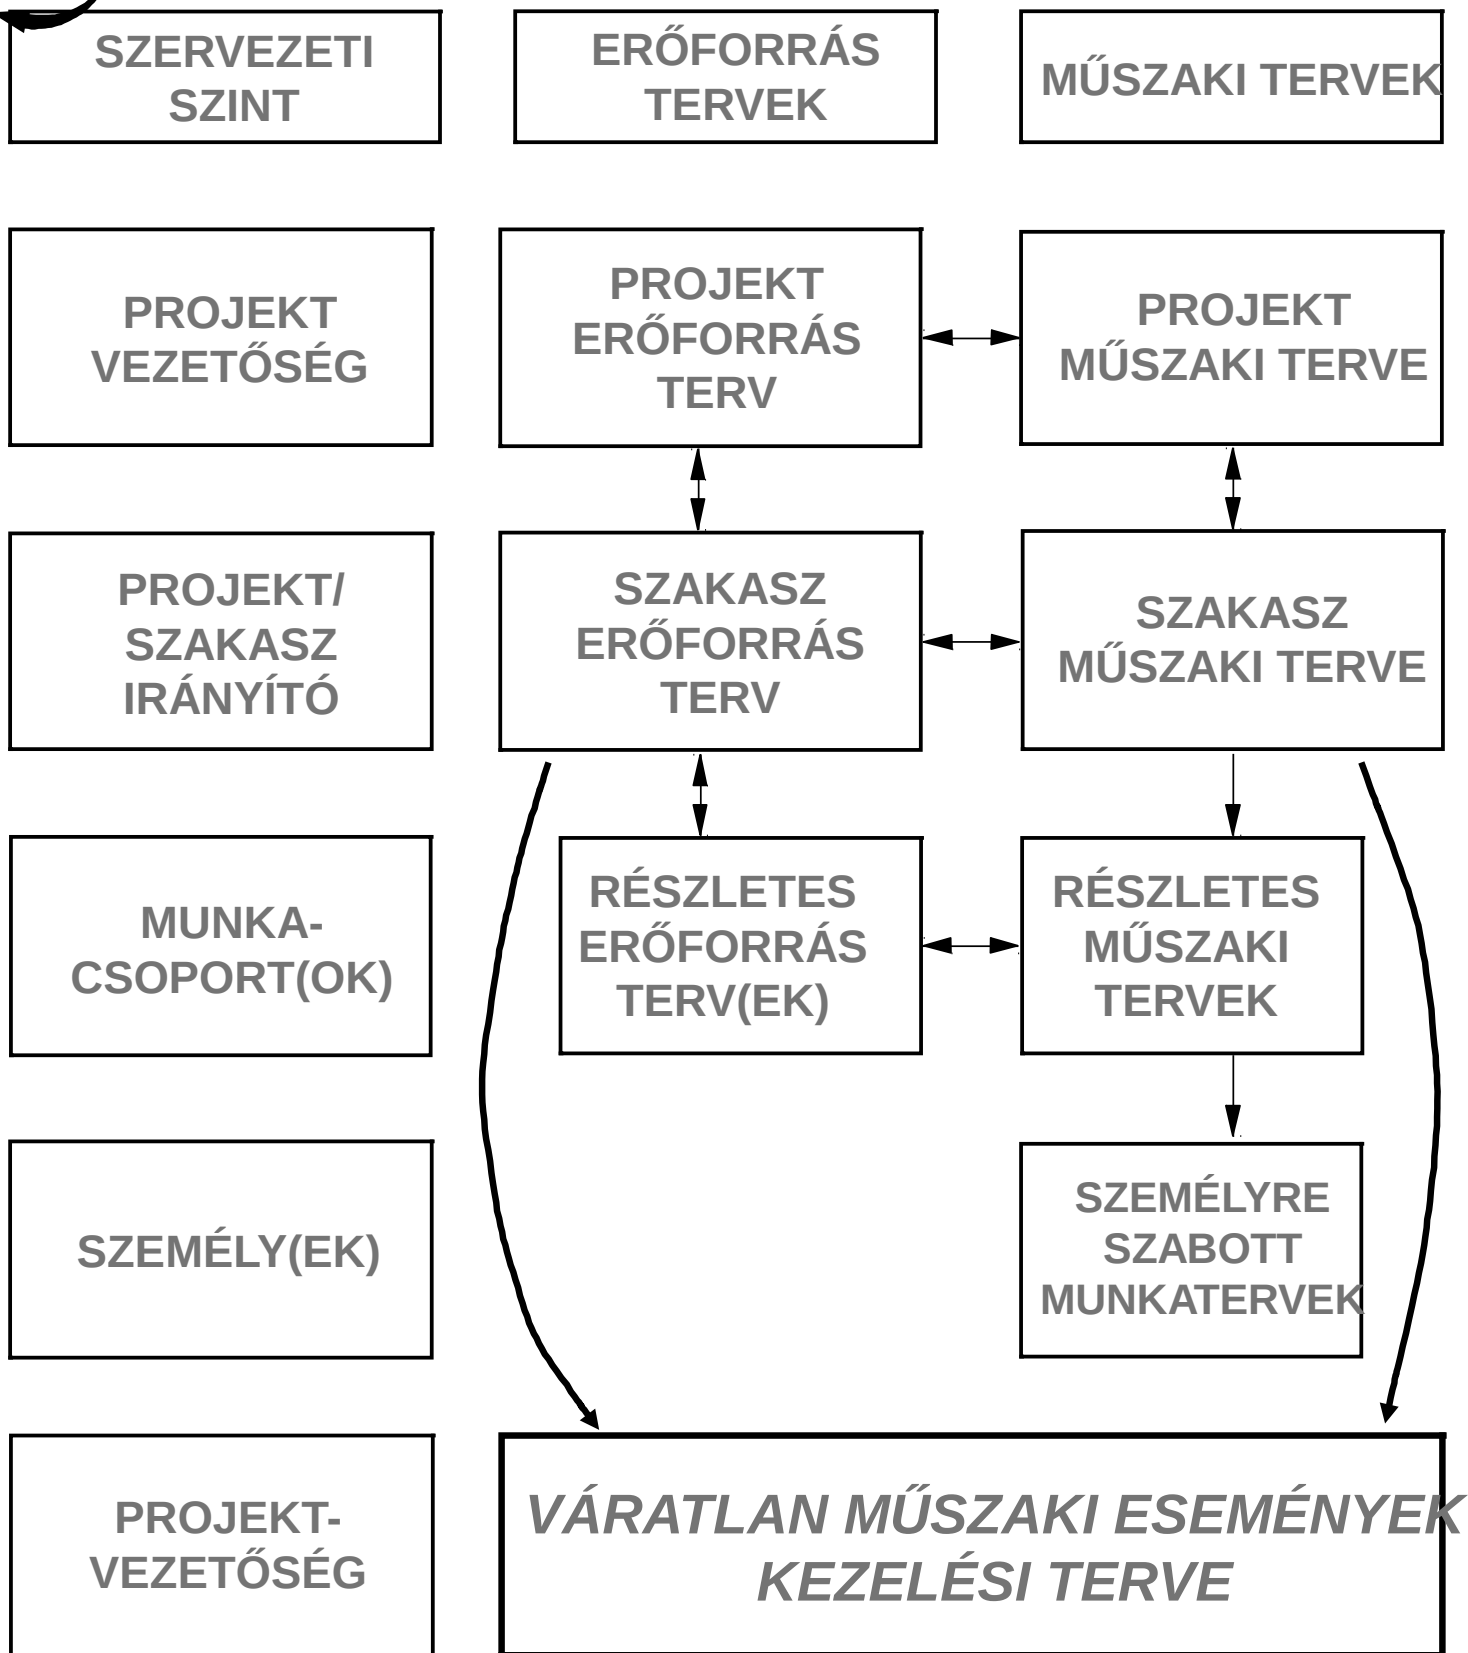 SZERVEZETI
SZINT
ERŐFORRÁS
TERVEK
MŰSZAKI TERVEK
PROJEKT
VEZETŐSÉG
PROJEKT
ERŐFORRÁS
TERV
PROJEKT
MŰSZAKI TERVE
PROJEKT/
SZAKASZ
IRÁNYÍTÓ
SZAKASZ
ERŐFORRÁS
TERV
SZAKASZ
MŰSZAKI TERVE
MUNKA-
CSOPORT(OK)
RÉSZLETES
ERŐFORRÁS
TERV(EK)
RÉSZLETES
MŰSZAKI
TERVEK
SZEMÉLY(EK)
SZEMÉLYRE
SZABOTT
MUNKATERVEK
PROJEKT-
VEZETŐSÉG
VÁRATLAN MŰSZAKI ESEMÉNYEK
KEZELÉSI TERVE